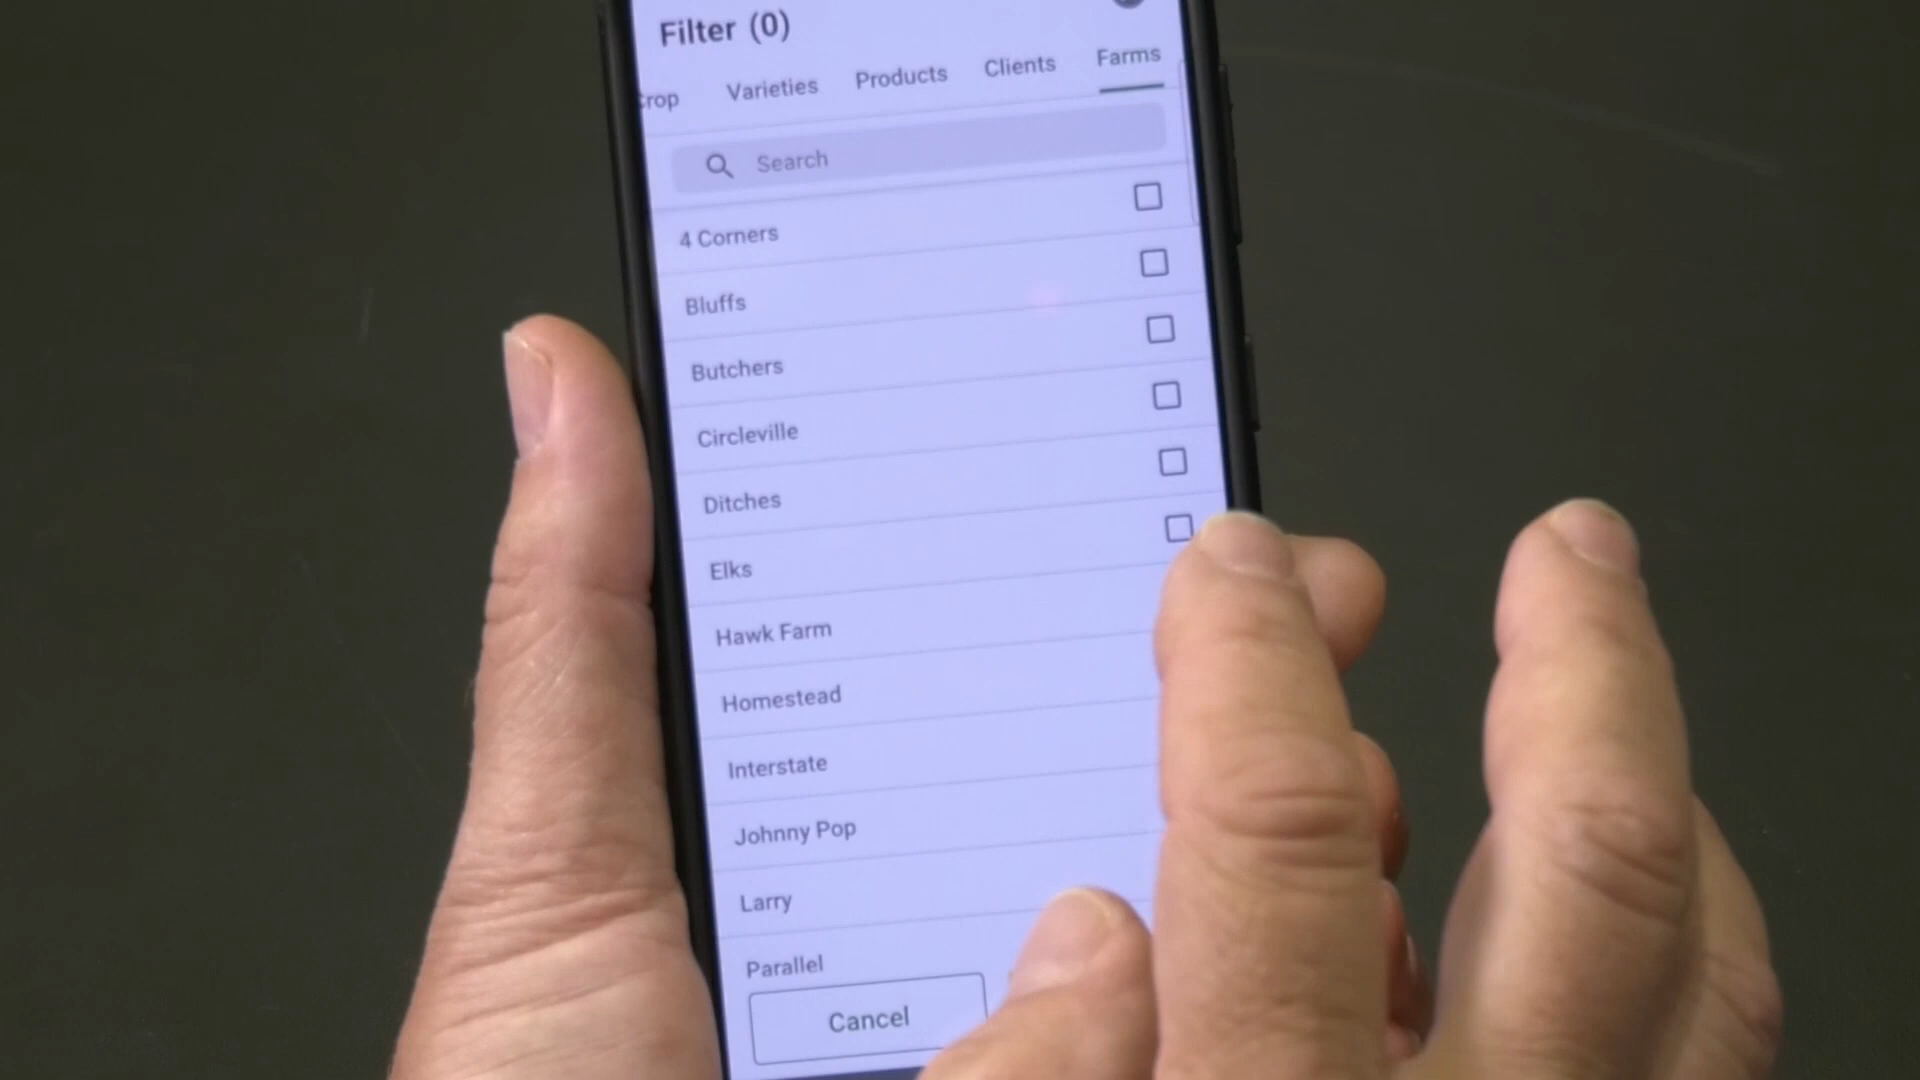 Filter (0)
Varieties Products Clients Farms
Search
4 Corners
Bluffs
Butchers
Circleville
Ditches
Elks
Hawk Farm
Homestead
Interstate
Johnny Pop
Larry
Parallel
Cancel